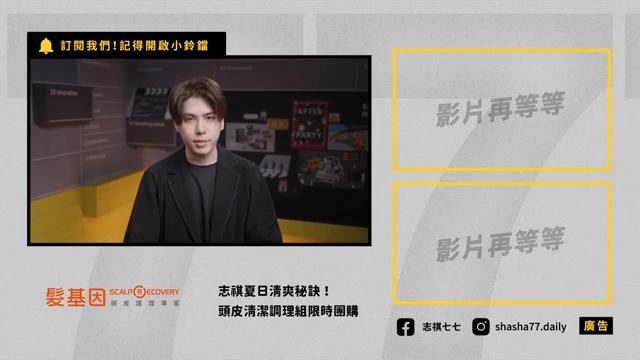 訂閱我們！記得開啟小鈴鐺
AFTER
PARTY
影片再等等
影片再等等
髮基因
SCALP RECOVERY
頭皮護理專家
志祺夏日清爽秘訣！
頭皮清潔調理組限時團購
志祺七七
shasha77.daily
廣告